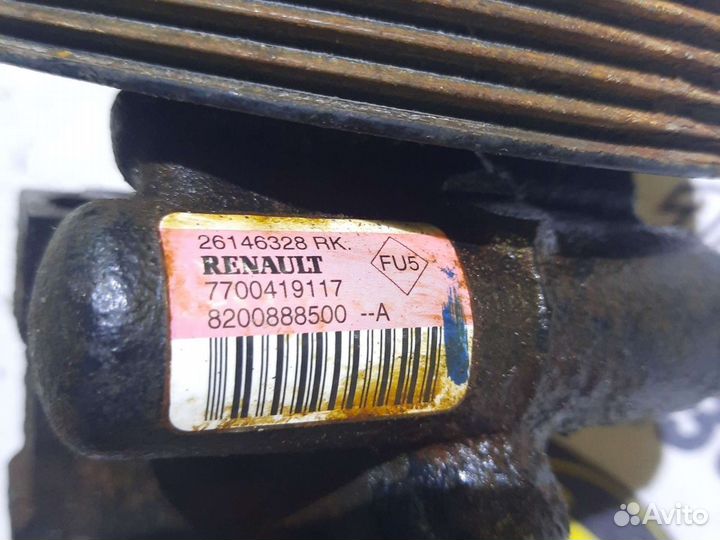 26146328 RK.
RENAULT
FU5
7700419117
8200888500 --A
Avito